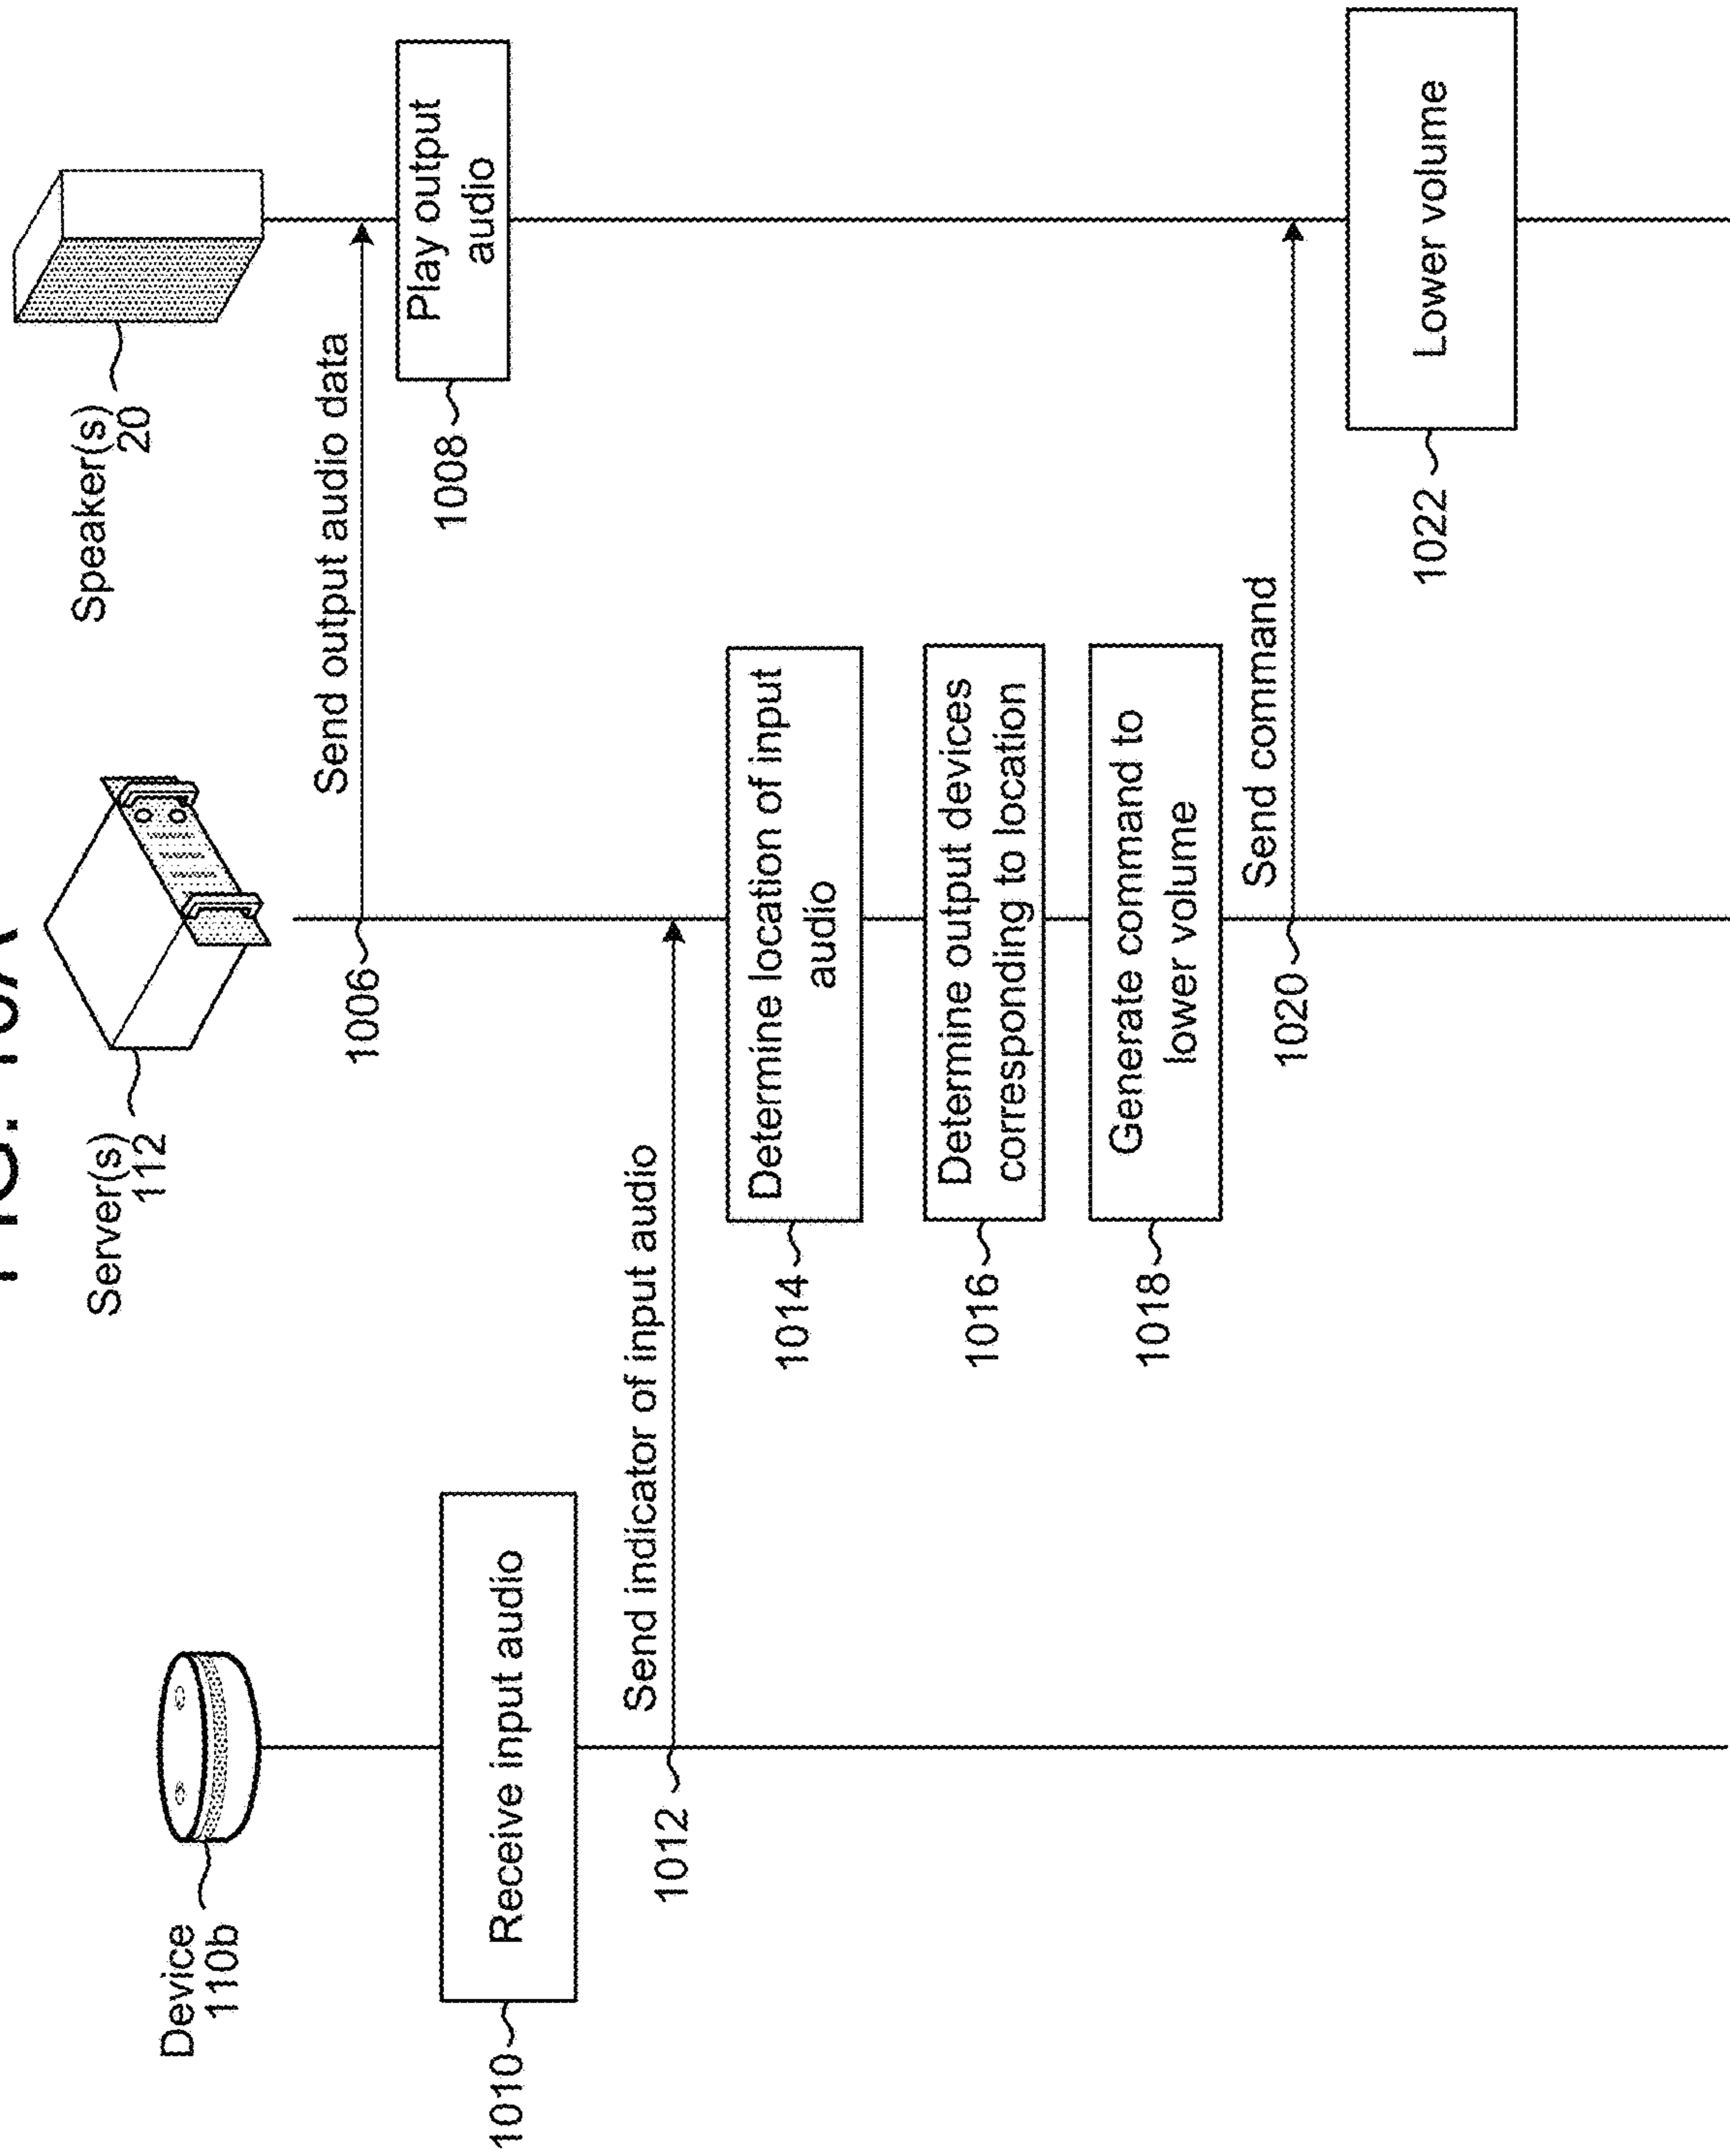 Device
110b
Server(s)
112
Speaker(s)
20
Send output audio data
1006
Play output
audio
1008
Receive input audio
1010
Send indicator of input audio
1012
Determine location of input
audio
1014
Determine output devices
corresponding to location
1016
Generate command to
lower volume
1018
Send command
1020
Lower volume
1022